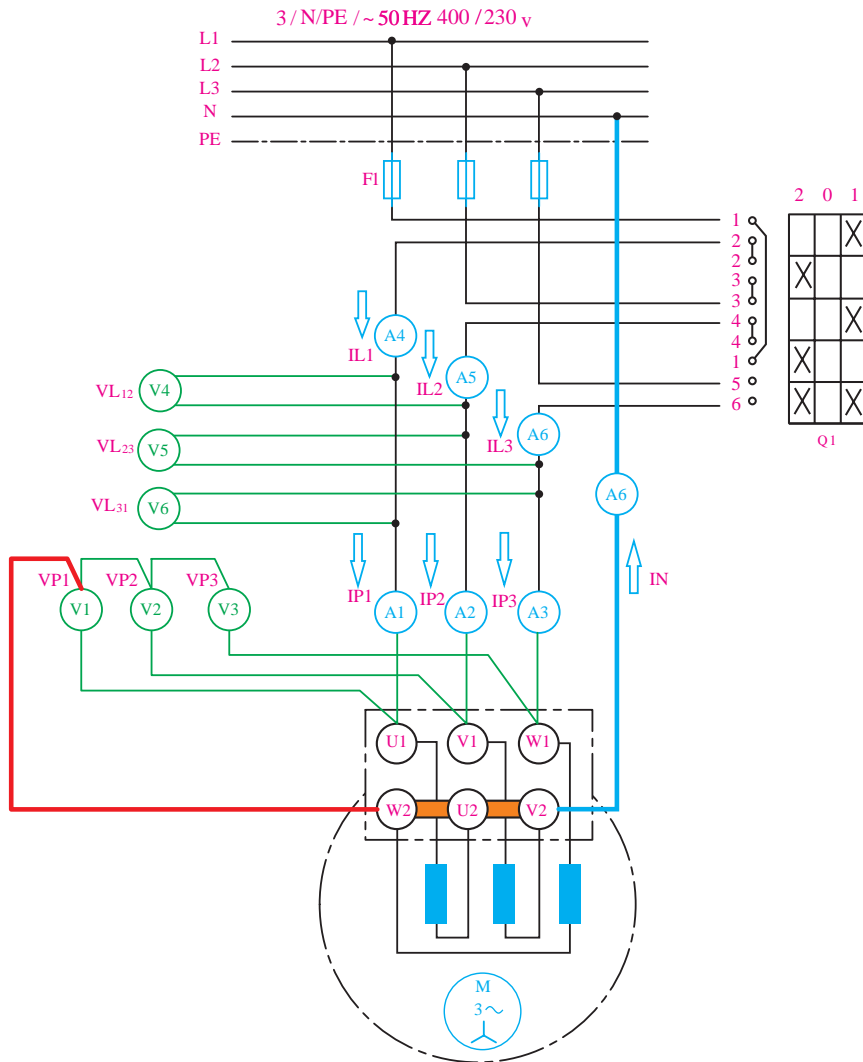 3 / N/PE / ~ 50 HZ 400 / 230 v
L1
L2
L3
N
PE
F1
2 0 1
1
2
2
3
3
4
4
1
5
6
Q1
A4
IL1
A5
IL2
A6
IL3
VL12 V4
VL23 V5
VL31 V6
A6
IN
VP1 VP2 VP3
V1 V2 V3
IP1 IP2 IP3
A1 A2 A3
U1 V1 W1
W2 U2 V2
M
3~